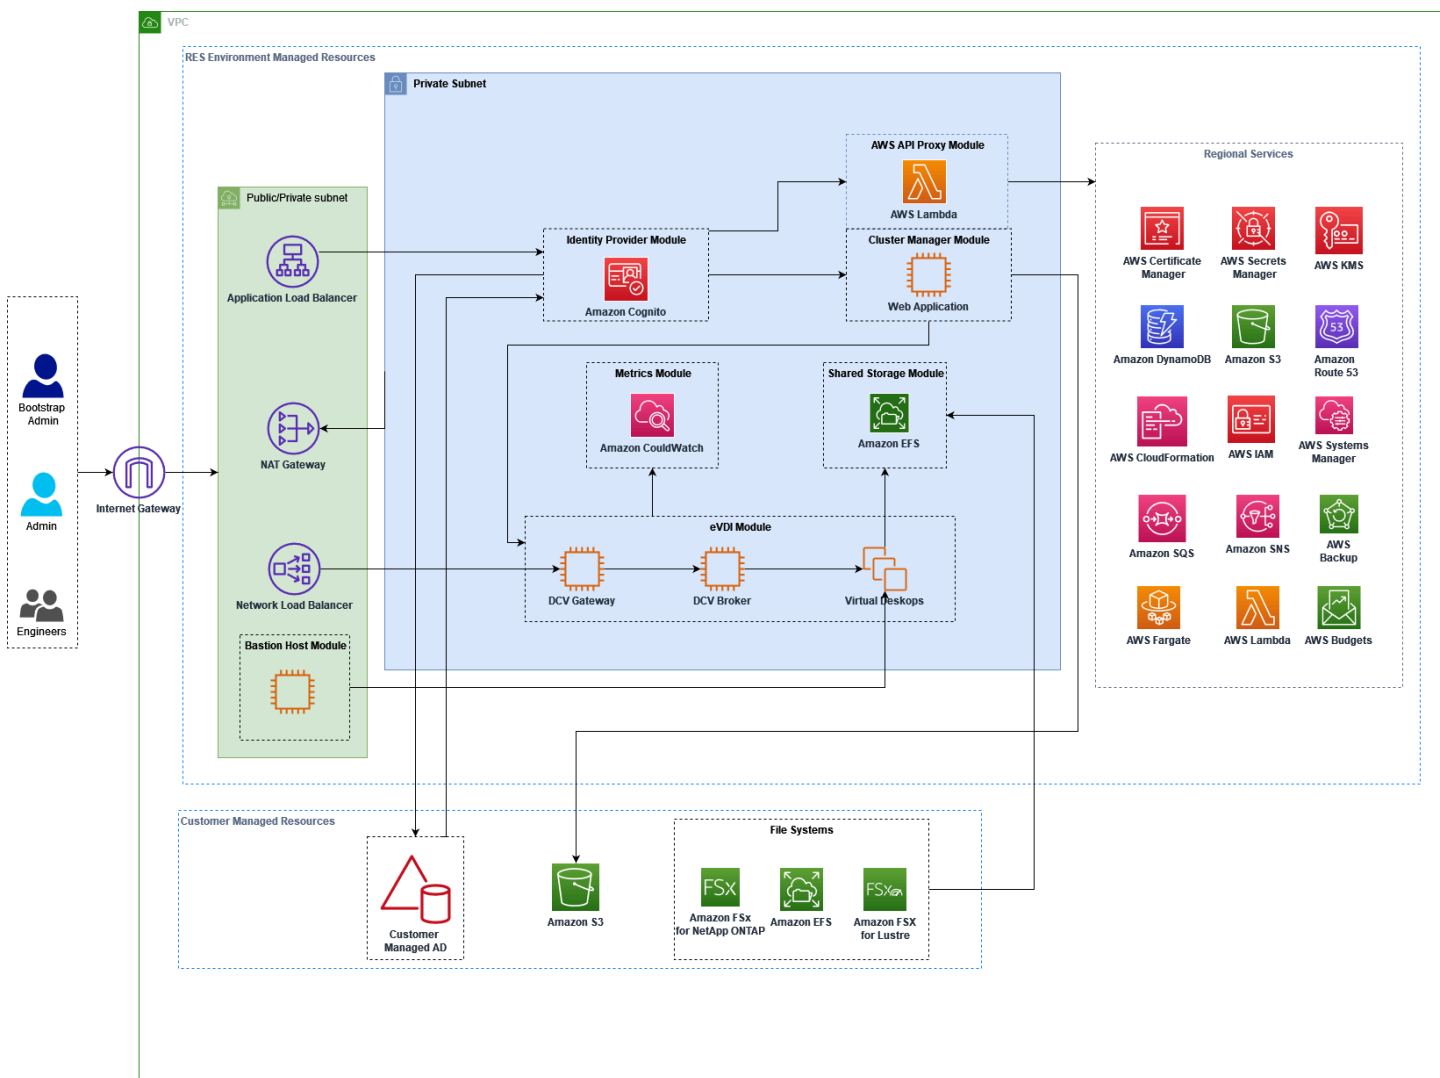 VPC
RES Environment Managed Resources
Private Subnet
AWS API Proxy Module
AWS Lambda
Regional Services
Public/Private subnet
Application Load Balancer
Identity Provider Module
Amazon Cognito
Cluster Manager Module
Web Application
AWS Certificate
Manager
AWS Secrets
Manager
AWS KMS
Amazon DynamoDB
Amazon S3
53
Amazon
Route 53
Bootstrap
Admin
Metrics Module
Amazon CouldWatch
Shared Storage Module
Amazon EFS
NAT Gateway
AWS CloudFormation
AWS IAM
AWS Systems
Manager
Internet Gateway
Admin
eVDI Module
DCV Gateway
DCV Broker
Virtual Deskops
Amazon SQS
Amazon SNS
AWS
Backup
Network Load Balancer
Engineers
Bastion Host Module
AWS Fargate
AWS Lambda
AWS Budgets
Customer Managed Resources
Customer
Managed AD
Amazon S3
File Systems
FSx
Amazon FSx
for NetApp ONTAP
Amazon EFS
FSx
Amazon FSX
for Lustre